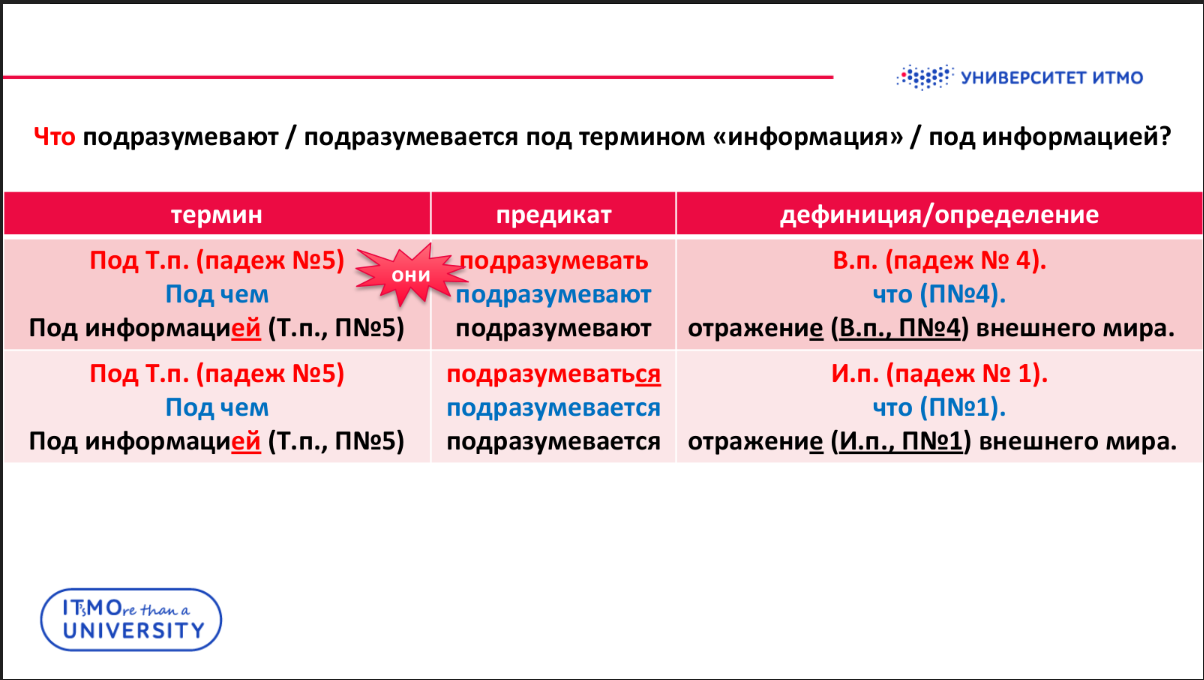 УНИВЕРСИТЕТ ИТМО
Что подразумевают / подразумевается под термином «информация» / под информацией?
термин
предикат
дефиниция/определение
Под Т.п. (падеж №5)
Под чем
Под информацией (Т.п., П№5)
они
подразумевать
подразумевают
подразумевают
В.п. (падеж № 4).
что (П№4).
отражение (В.п., П№4) внешнего мира.
Под Т.п. (падеж №5)
Под чем
Под информацией (Т.п., П№5)
подразумеваться
подразумевается
подразумевается
И.п. (падеж № 1).
что (П№1).
отражение (И.п., П№1) внешнего мира.
IT's MOre than a
UNIVERSITY